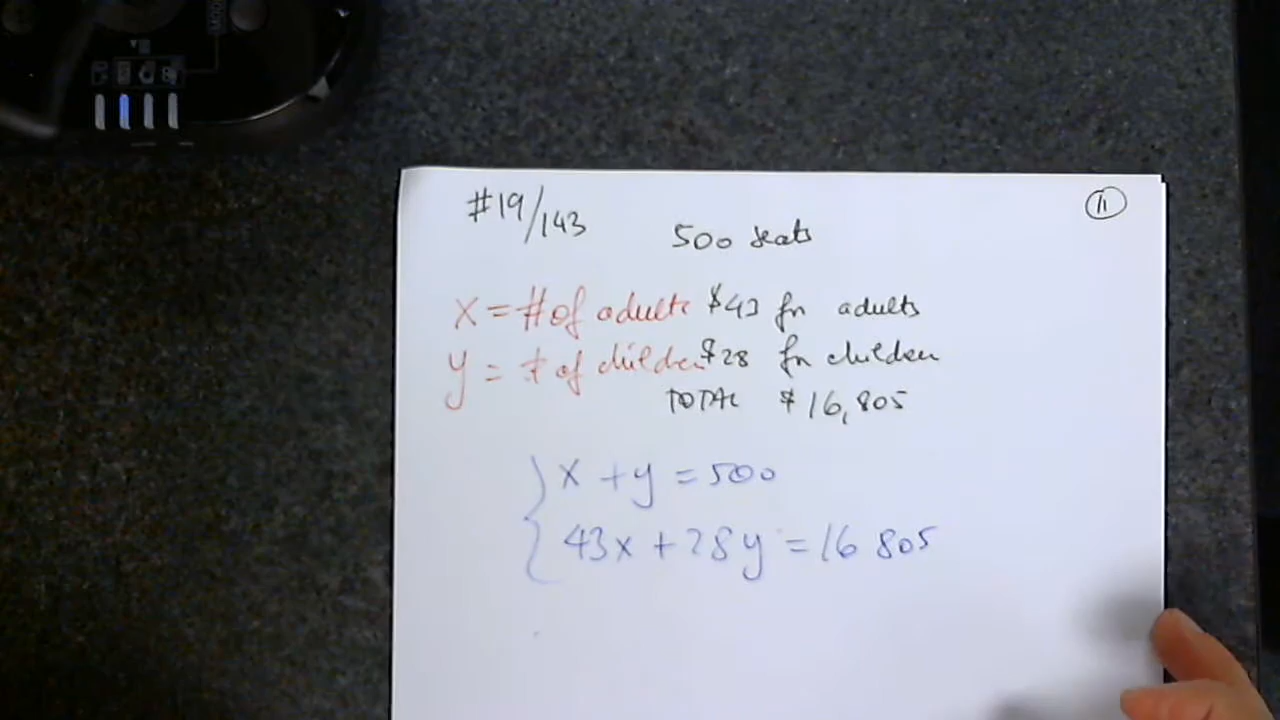 #19/143
11
500 seats
x = # of adults $43 for adults
y = # of children $28 for children
TOTAL $16,805
x + y = 500
43x + 28y = 16 805